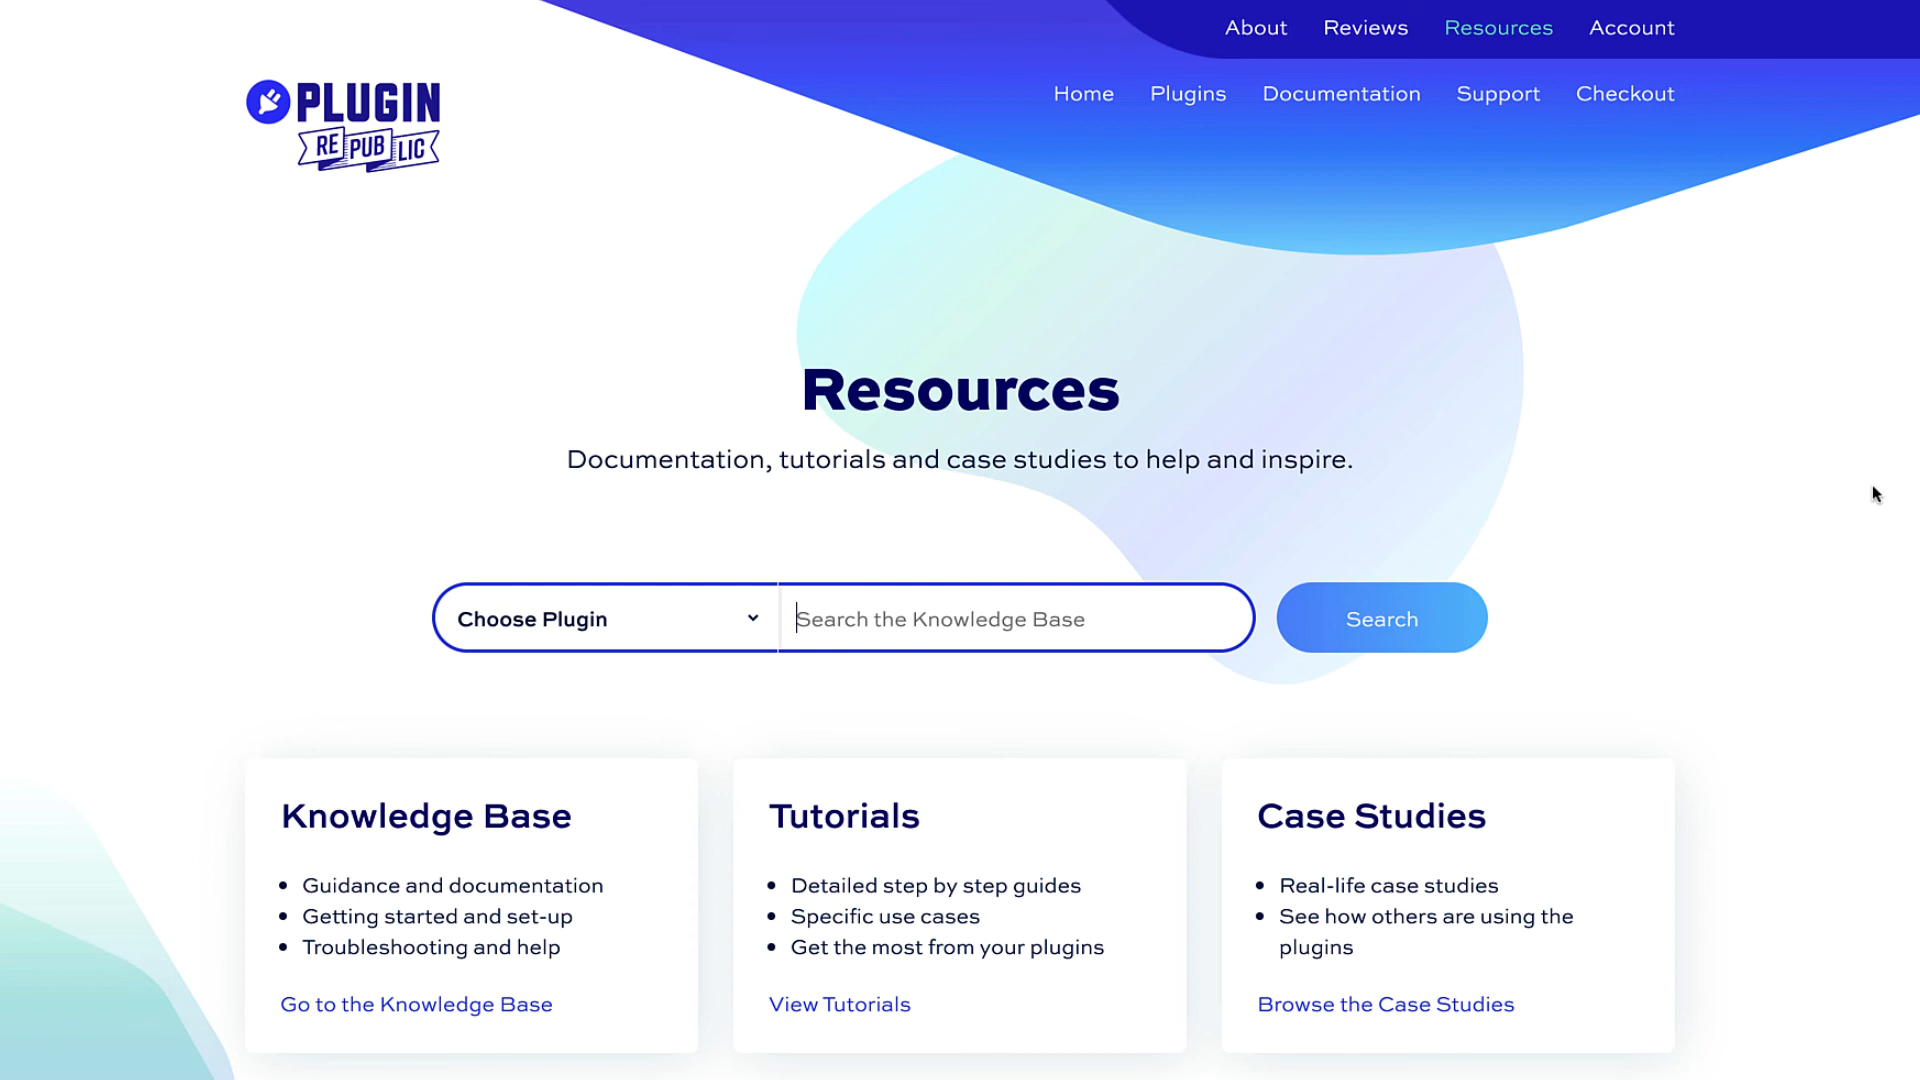 About Reviews Resources Account
PLUGIN
RE PUB LIC
Home Plugins Documentation Support Checkout
Resources
Documentation, tutorials and case studies to help and inspire.
Choose Plugin
Search the Knowledge Base
Search
Knowledge Base
Guidance and documentation
Getting started and set-up
Troubleshooting and help
Go to the Knowledge Base
Tutorials
Detailed step by step guides
Specific use cases
Get the most from your plugins
View Tutorials
Case Studies
Real-life case studies
See how others are using the
plugins
Browse the Case Studies